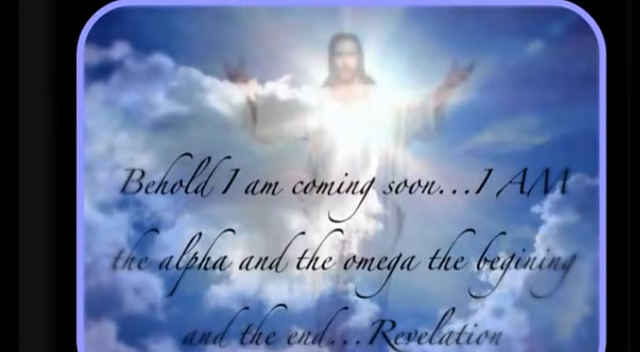 Behold I am coming soon...I AM
the alpha and the omega the begining
and the end...Revelation